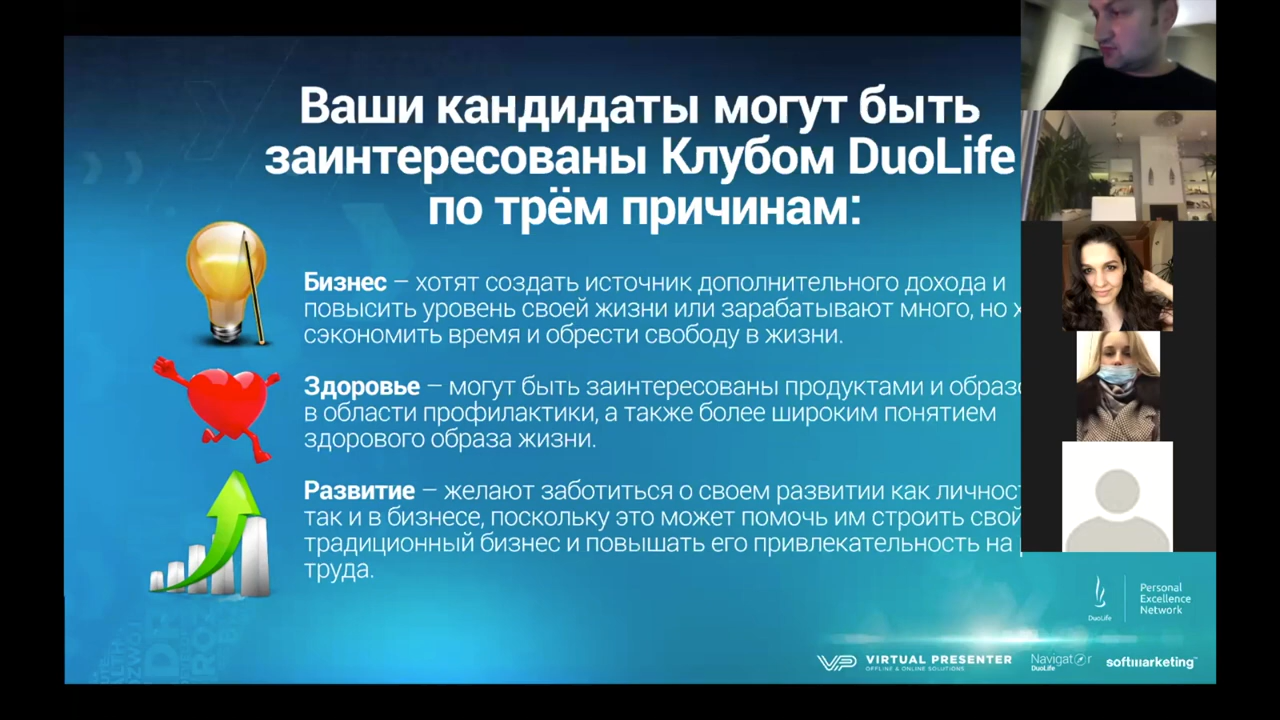 Ваши кандидаты могут быть
заинтересованы Клубом DuoLife
по трём причинам:
Бизнес – хотят создать источник дополнительного дохода и
повысить уровень своей жизни или зарабатывают много, но
сэкономить время и обрести свободу в жизни.
Здоровье – могут быть заинтересованы продуктами и
в области профилактики, а также более широким понятием
здорового образа жизни.
Развитие – желают заботиться о своем развитии как
так и в бизнесе, поскольку это может помочь им строить свой
традиционный бизнес и повышать его привлекательность на
труда.
DuoLife
Personal
Excellence
Network
VP VIRTUAL PRESENTER
OFFLINE & ONLINE SOLUTIONS
Navigator
DuoLife
softmarketing